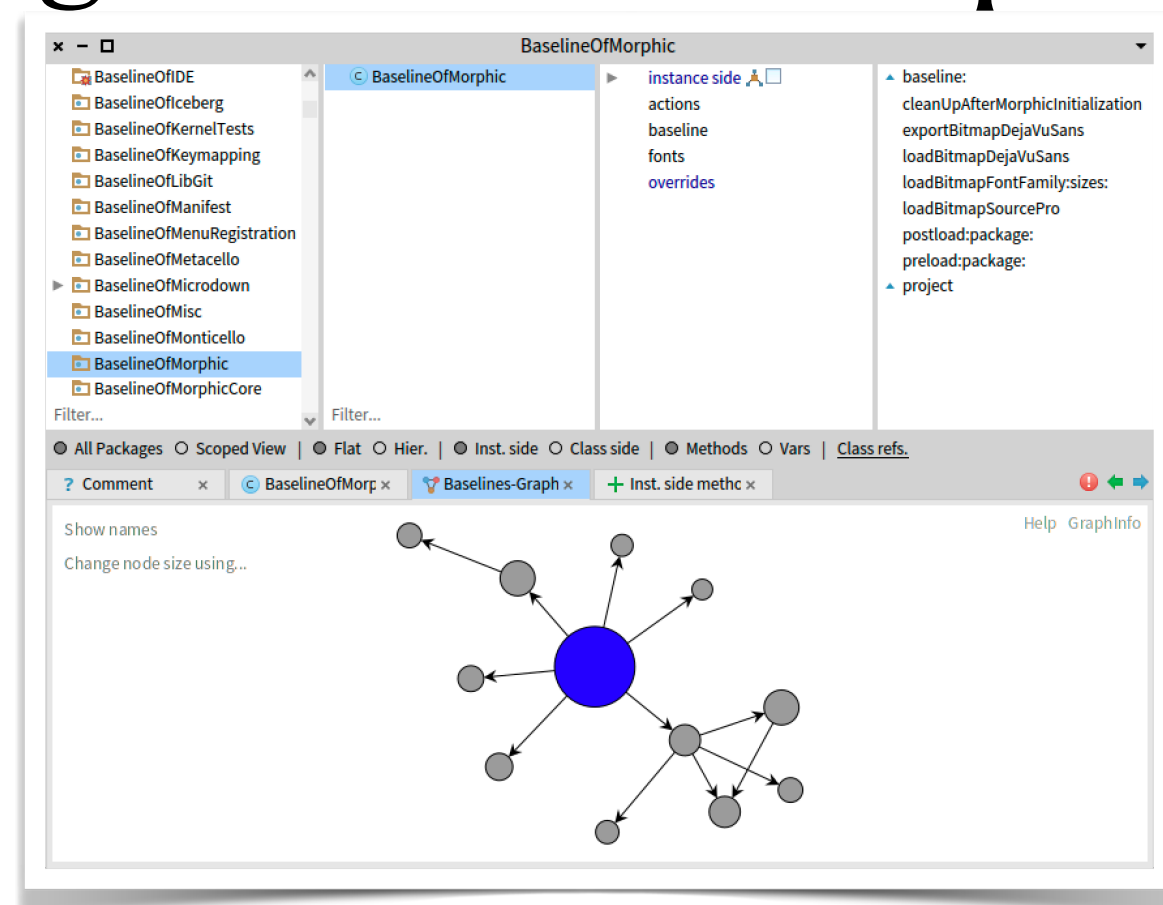 BaselineOfMorphic
BaselineOfIDE
BaselineOfIceberg
BaselineOfKernelTests
BaselineOfKeymapping
BaselineOfLibGit
BaselineOfManifest
BaselineOfMenuRegistration
BaselineOfMetacello
BaselineOfMicrodown
BaselineOfMisc
BaselineOfMonticello
BaselineOfMorphic
BaselineOfMorphicCore
Filter...
BaselineOfMorphic
Filter...
instance side
actions
baseline
fonts
overrides
baseline:
cleanUpAfterMorphicInitialization
exportBitmapDejaVuSans
loadBitmapDejaVuSans
loadBitmapFontFamily:sizes:
loadBitmapSourcePro
postload:package:
preload:package:
project
All Packages Scoped View | Flat Hier. | Inst. side Class side | Methods Vars | Class refs.
? Comment × BaselineOfMorp × Baselines-Graph × Inst. side methc ×
Show names
Change node size using...
Help GraphInfo